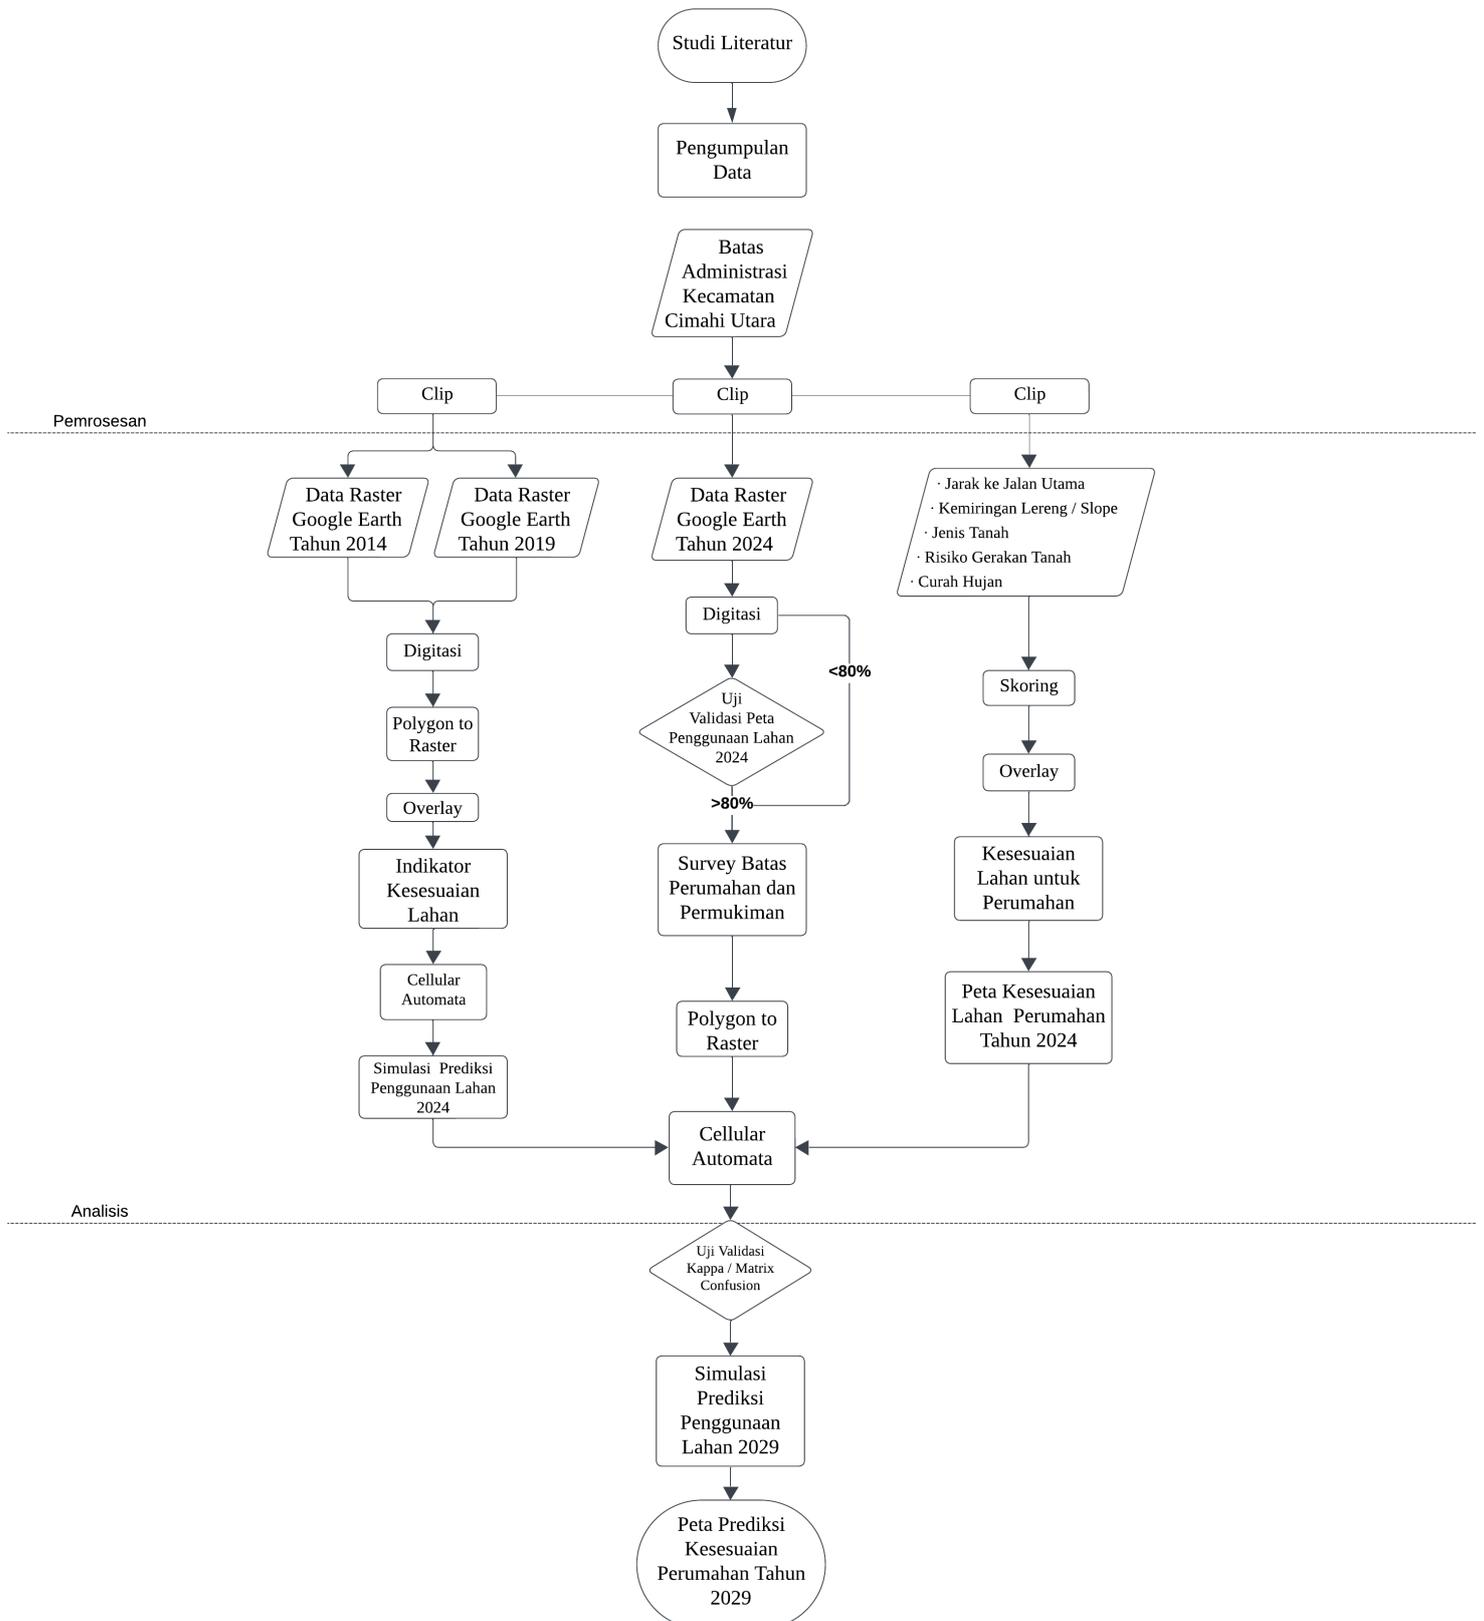 Studi Literatur
Pengumpulan
Data
Batas
Administrasi
Kecamatan
Cimahi Utara
Clip
Clip
Clip
Pemrosesan
Data Raster
Google Earth
Tahun 2014
Data Raster
Google Earth
Tahun 2019
Data Raster
Google Earth
Tahun 2024
· Jarak ke Jalan Utama
· Kemiringan Lereng / Slope
· Jenis Tanah
· Risiko Gerakan Tanah
· Curah Hujan
Digitasi
Polygon to
Raster
Overlay
Indikator
Kesesuaian
Lahan
Cellular
Automata
Simulasi Prediksi
Penggunaan Lahan
2024
Digitasi
<80%
Uji
Validasi Peta
Penggunaan Lahan
2024
>80%
Survey Batas
Perumahan dan
Permukiman
Polygon to
Raster
Skoring
Overlay
Kesesuaian
Lahan untuk
Perumahan
Peta Kesesuaian
Lahan Perumahan
Tahun 2024
Cellular
Automata
Analisis
Uji Validasi
Kappa / Matrix
Confusion
Simulasi
Prediksi
Penggunaan
Lahan 2029
Peta Prediksi
Kesesuaian
Perumahan Tahun
2029